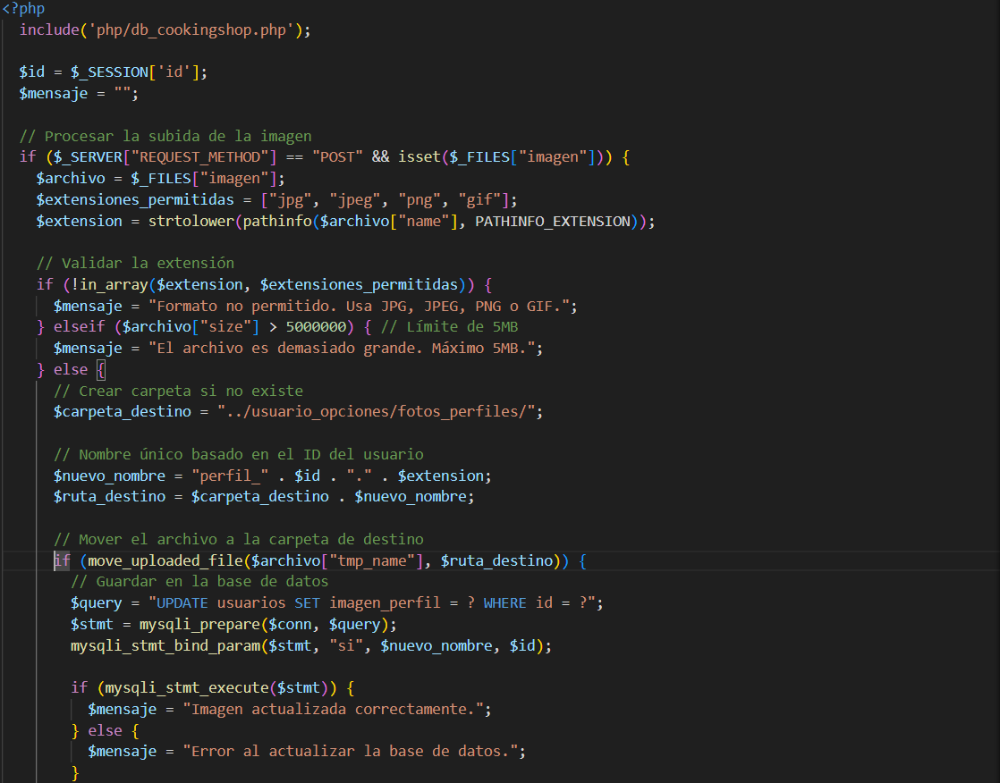 <?php
include('php/db_cookingshop.php');
$id = $_SESSION['id'];
$mensaje = "";
// Procesar la subida de la imagen
if ($_SERVER["REQUEST_METHOD"] == "POST" && isset($_FILES["imagen"])) {
$archivo = $_FILES["imagen"];
$extensiones_permitidas = ["jpg", "jpeg", "png", "gif"];
$extension = strtolower(pathinfo($archivo["name"], PATHINFO_EXTENSION));
// Validar la extensión
if (!in_array($extension, $extensiones_permitidas)) {
$mensaje = "Formato no permitido. Usa JPG, JPEG, PNG o GIF.";
} elseif ($archivo["size"] > 5000000) { // Límite de 5MB
$mensaje = "El archivo es demasiado grande. Máximo 5MB.";
} else {
// Crear carpeta si no existe
$carpeta_destino = "../usuario_opciones/fotos_perfiles/";
// Nombre único basado en el ID del usuario
$nuevo_nombre = "perfil_" . $id . "." . $extension;
$ruta_destino = $carpeta_destino . $nuevo_nombre;
// Mover el archivo a la carpeta de destino
if (move_uploaded_file($archivo["tmp_name"], $ruta_destino)) {
// Guardar en la base de datos
$query = "UPDATE usuarios SET imagen_perfil = ? WHERE id = ?";
$stmt = mysqli_prepare($conn, $query);
mysqli_stmt_bind_param($stmt, "si", $nuevo_nombre, $id);
if (mysqli_stmt_execute($stmt)) {
$mensaje = "Imagen actualizada correctamente.";
} else {
$mensaje = "Error al actualizar la base de datos.";
}